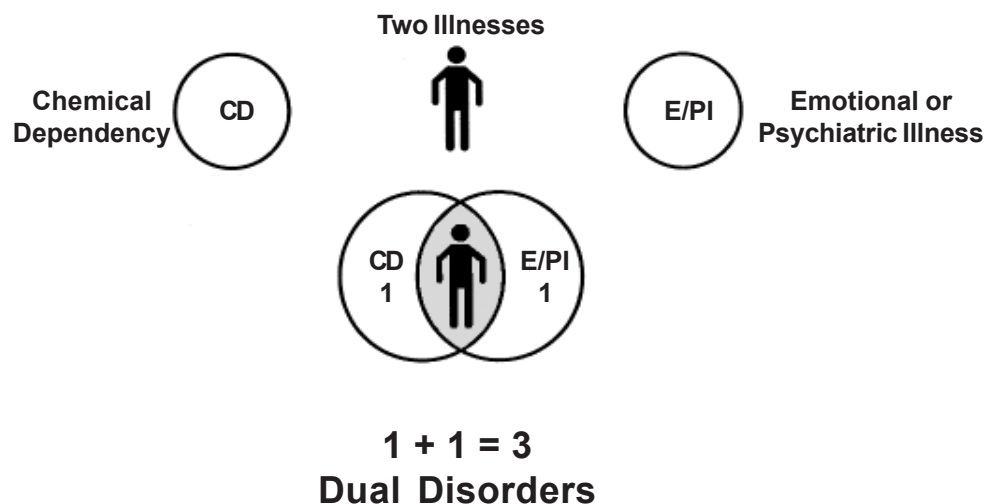 Two Illnesses
Chemical
Dependency
CD
E/PI
Emotional or
Psychiatric Illness
CD
1
E/PI
1
1 + 1 = 3
Dual Disorders